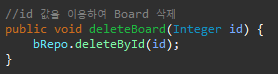 //id 값을 이용하여 Board 삭제
public void deleteBoard(Integer id) {
    bRepo.deleteById(id);
}